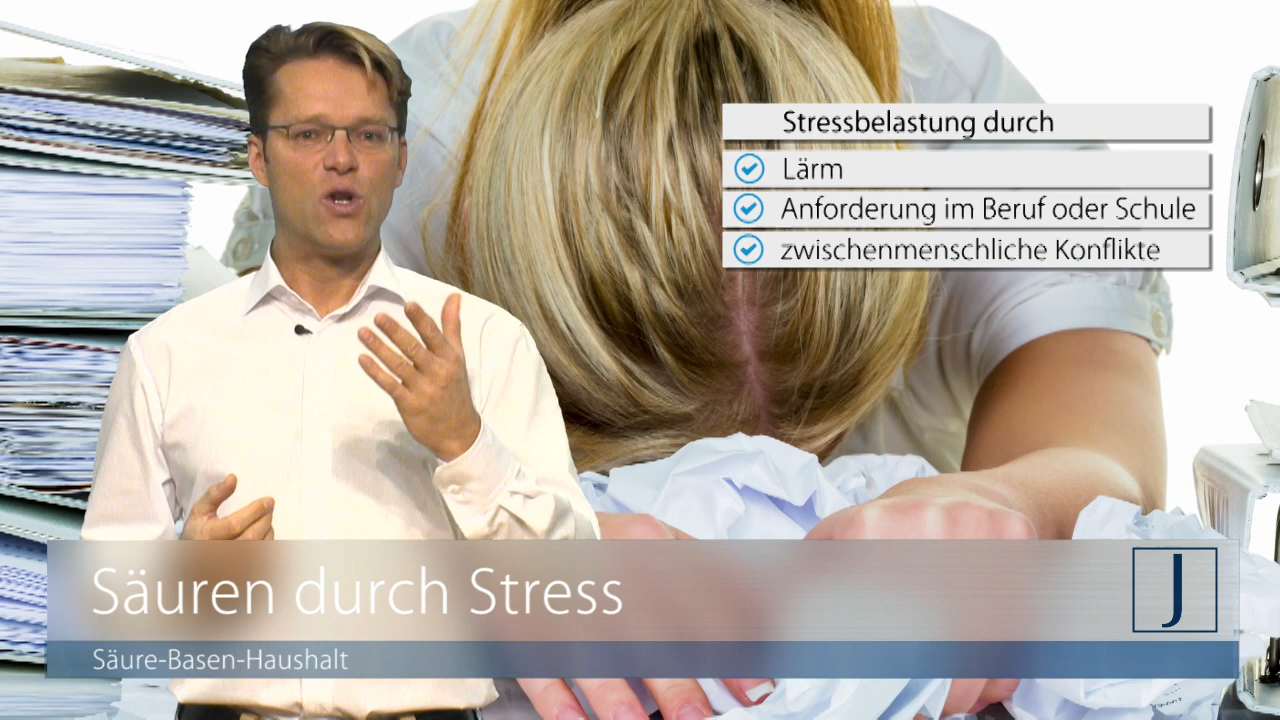 Stressbelastung durch
Lärm
Anforderung im Beruf oder Schule
zwischenmenschliche Konflikte
Säuren durch Stress
J
Säure-Basen-Haushalt